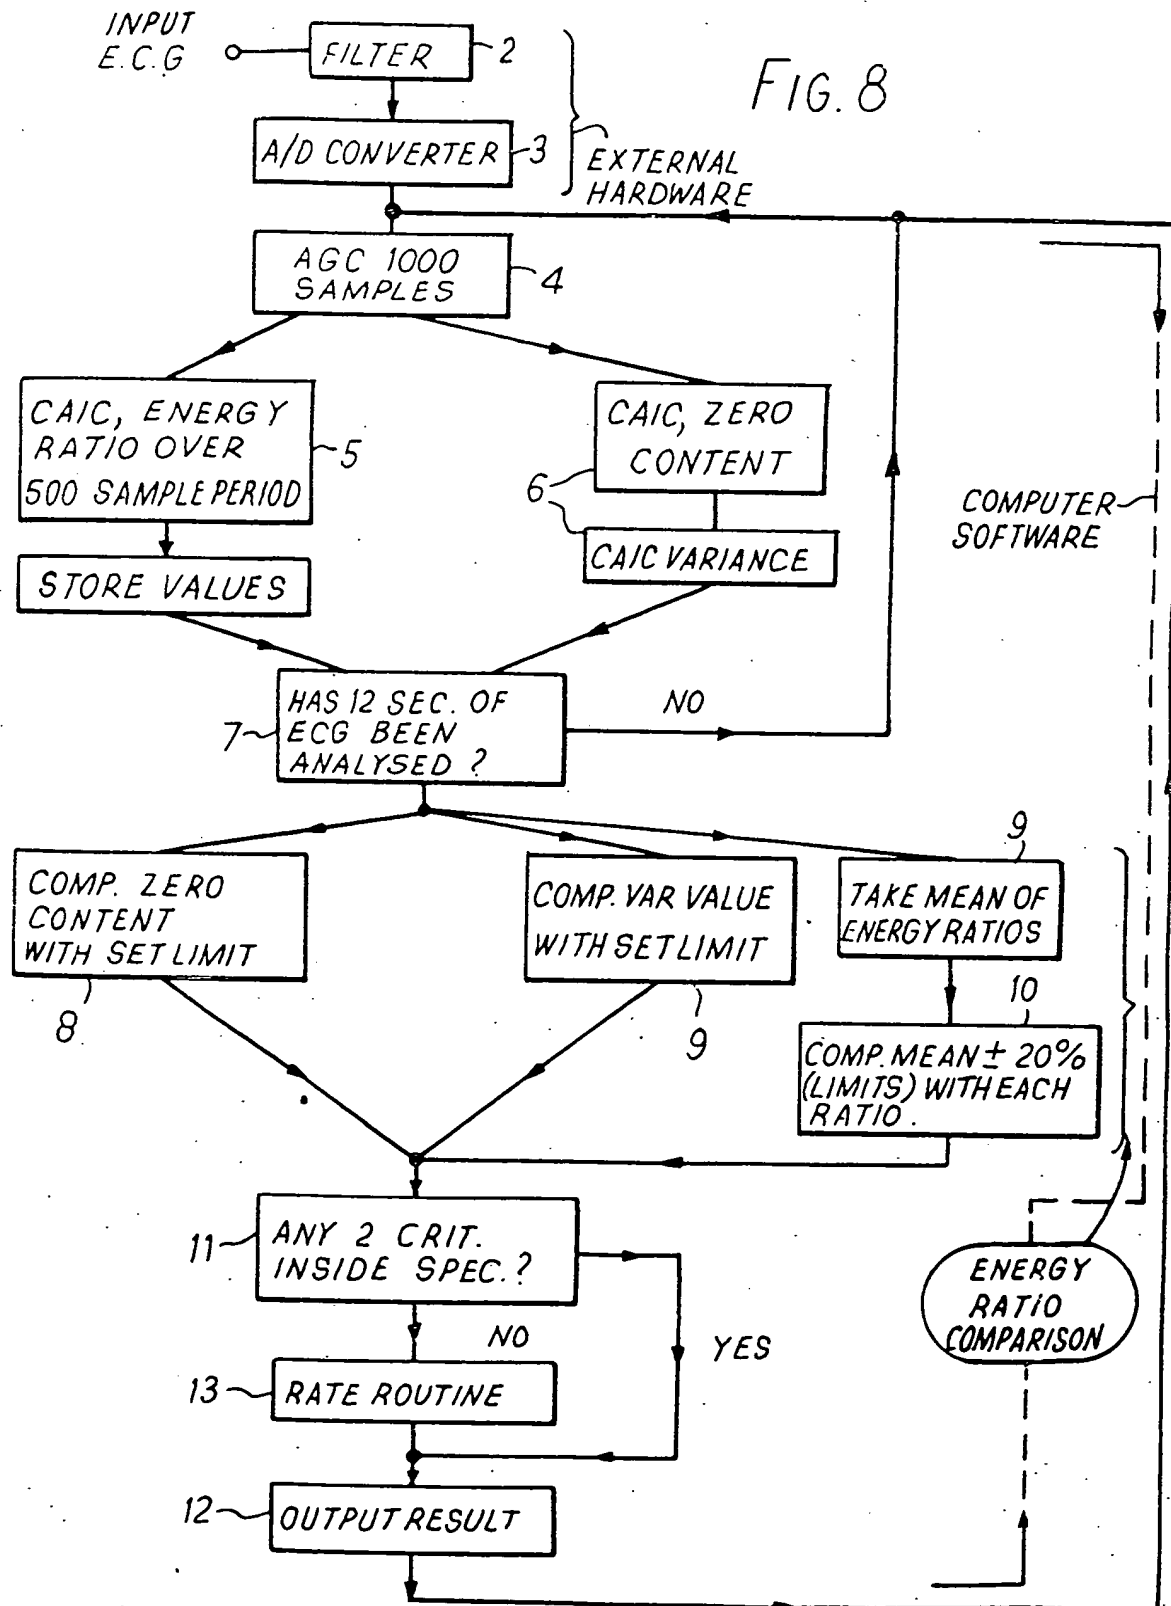 INPUT
E.C.G
FILTER
2
FIG. 8
A/D CONVERTER
3
EXTERNAL
HARDWARE
AGC 1000
SAMPLES
4
CAIC, ENERGY
RATIO OVER
500 SAMPLE PERIOD
5
CAIC, ZERO
CONTENT
6
CAIC VARIANCE
STORE VALUES
COMPUTER
SOFTWARE
HAS 12 SEC. OF
ECG BEEN
ANALYSED ?
7
NO
COMP. ZERO
CONTENT
WITH SET LIMIT
8
COMP. VAR VALUE
WITH SET LIMIT
9
9
TAKE MEAN OF
ENERGY RATIOS
10
COMP. MEAN ± 20%
(LIMITS) WITH EACH
RATIO.
11
ANY 2 CRIT.
INSIDE SPEC.?
NO
YES
ENERGY
RATIO
COMPARISON
13
RATE ROUTINE
12
OUTPUT RESULT